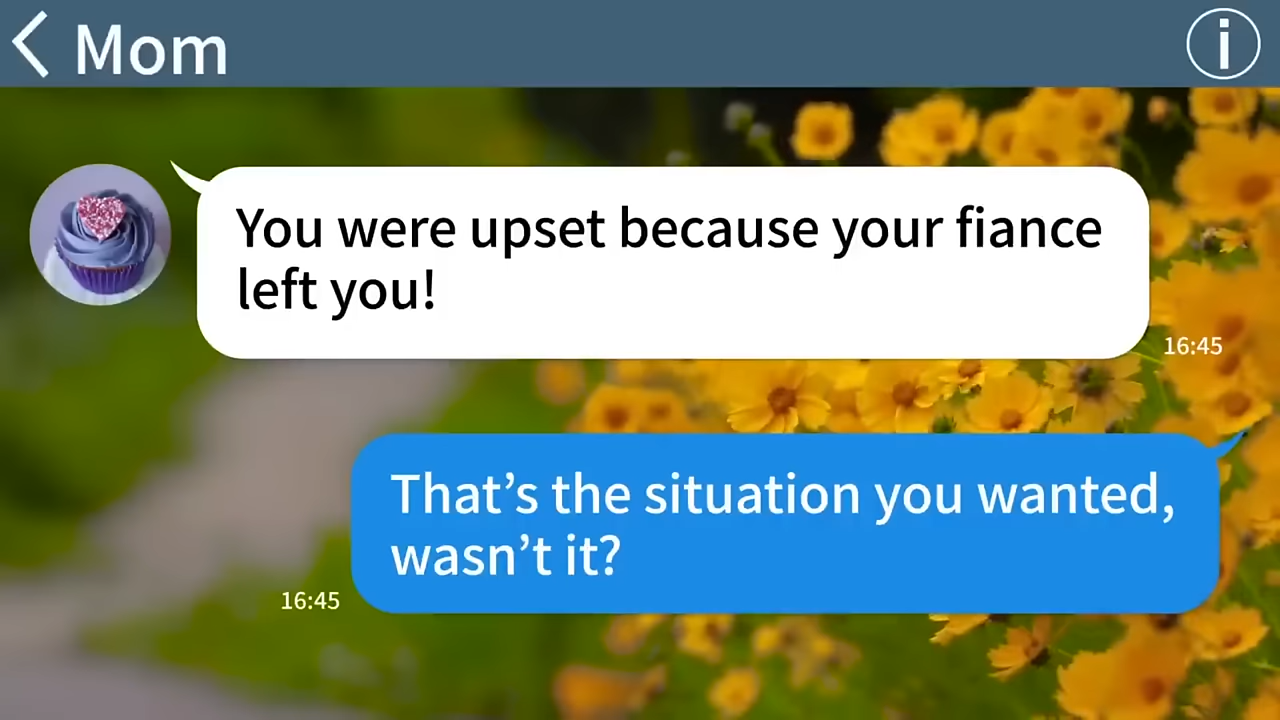 Mom
You were upset because your fiance
left you!
16:45
That’s the situation you wanted,
wasn’t it?
16:45